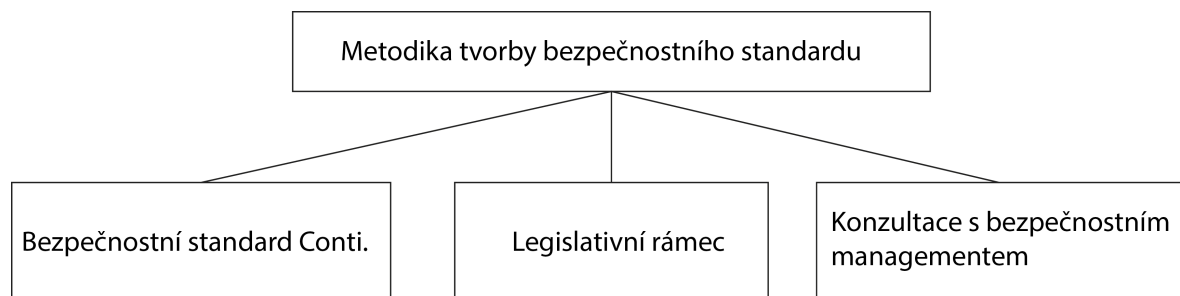 Metodika tvorby bezpečnostního standardu
Bezpečnostní standard Conti.
Legislativní rámec
Konzultace s bezpečnostním
managementem